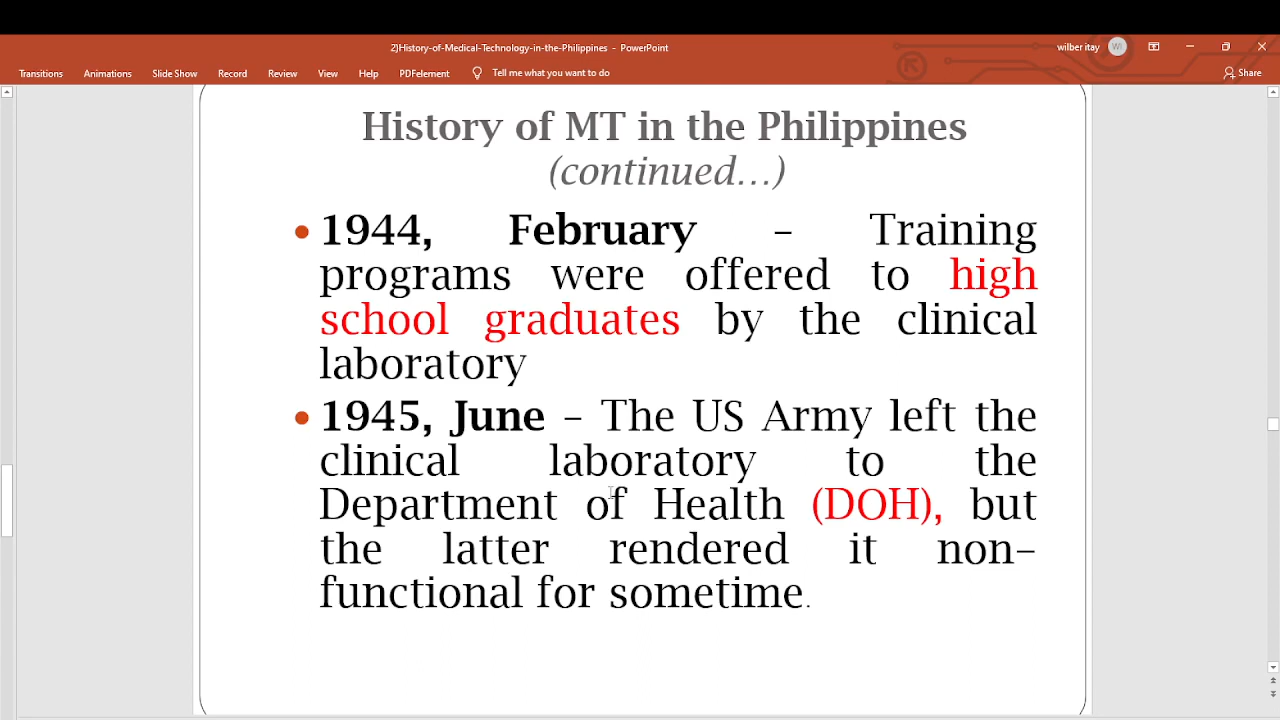 2)History-of-Medical-Technology-in-the-Philippines - PowerPoint
wilber itay
WI
Transitions Animations Slide Show Record Review View Help PDFelement Tell me what you want to do
Share
History of MT in the Philippines
(continued...)
• 1944, February – Training
programs were offered to high
school graduates by the clinical
laboratory
• 1945, June – The US Army left the
clinical laboratory to the
Department of Health (DOH), but
the latter rendered it non-
functional for sometime.